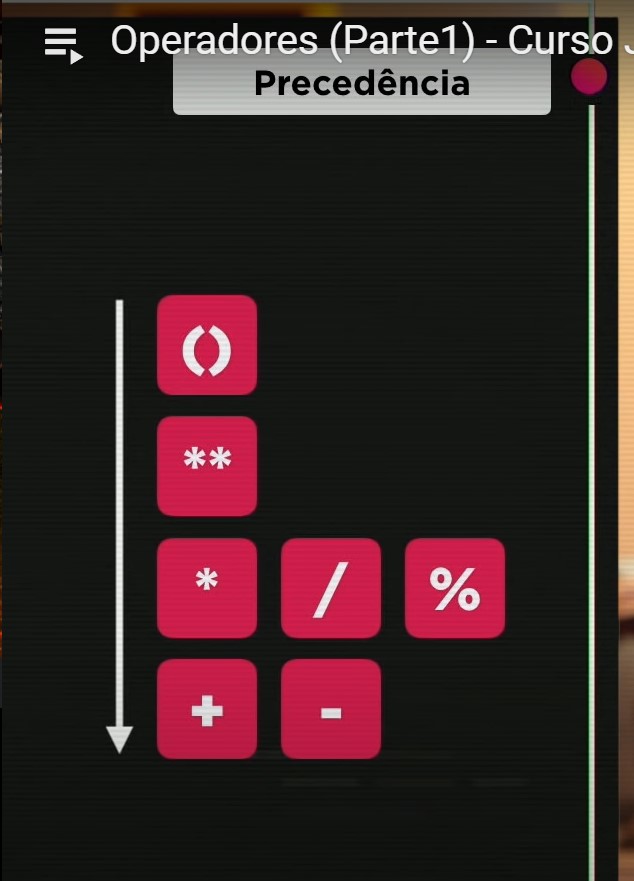 Operadores (Parte1) - Curso
Precedência
()
**
* / %
+ -